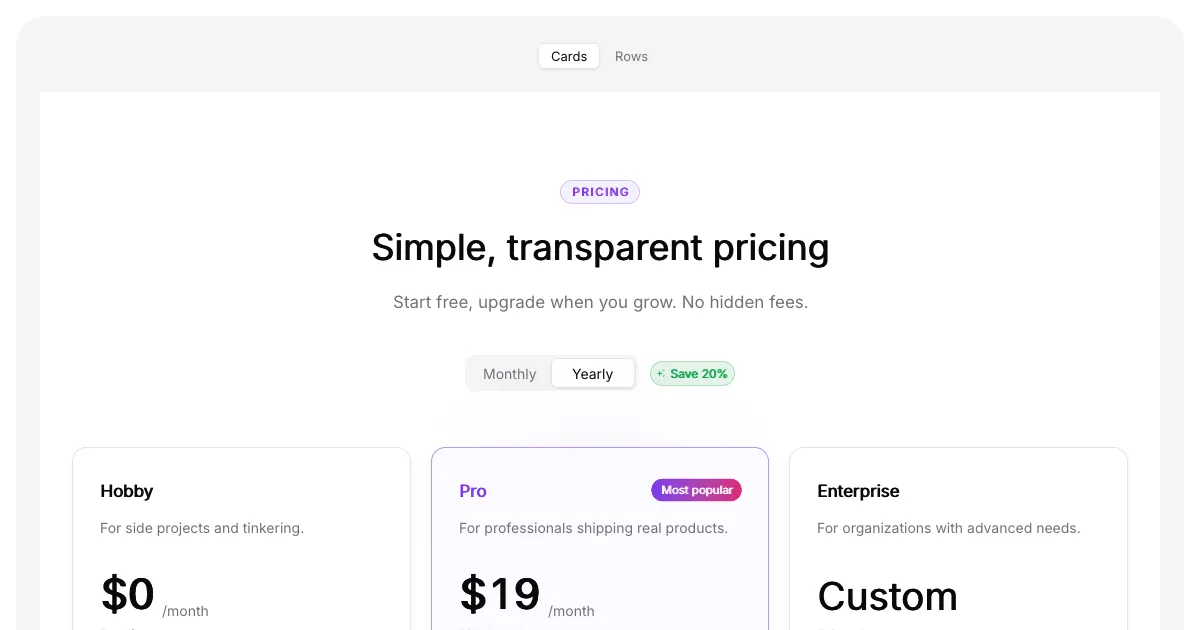 Cards Rows
PRICING
Simple, transparent pricing
Start free, upgrade when you grow. No hidden fees.
Monthly Yearly Save 20%
Hobby
For side projects and tinkering.
$0 /month
Pro Most popular
For professionals shipping real products.
$19 /month
Enterprise
For organizations with advanced needs.
Custom